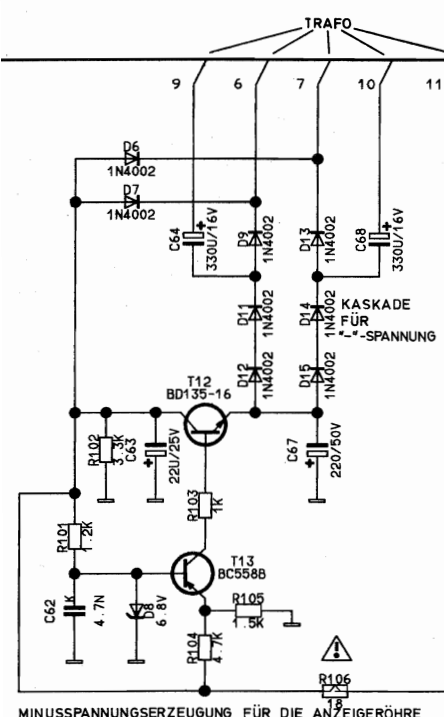 TRAFO
9 6 7 10 11
D6
1N4002
D7
1N4002
C64
330U/16V
D9
1N4002
D13
1N4002
C68
330U/16V
D11
1N4002
D14
1N4002
KASKADE
FÜR
"-"-SPANNUNG
D12
1N4002
D15
1N4002
T12
BD135-16
R102
3.3K
C63
22U/25V
C67
220/50V
R103
1K
R101
1.2K
T13
BC558B
C62
4.7N
K
D8
6.8V
R105
1.5K
R104
4.7K
R106
18
MINUSSPANNUNGSERZEUGUNG FÜR DIE ANZEIGERÖHRE